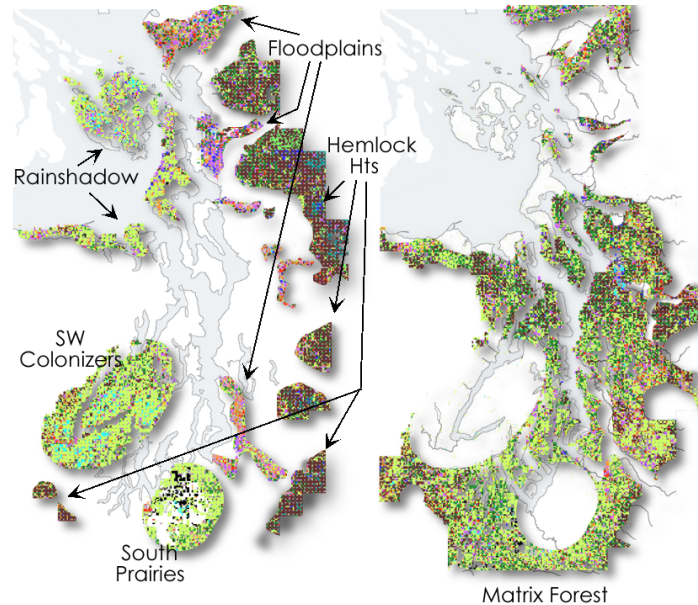 Floodplains
Hemlock
Hts
Rainshadow
SW
Colonizers
South
Prairies
Matrix Forest